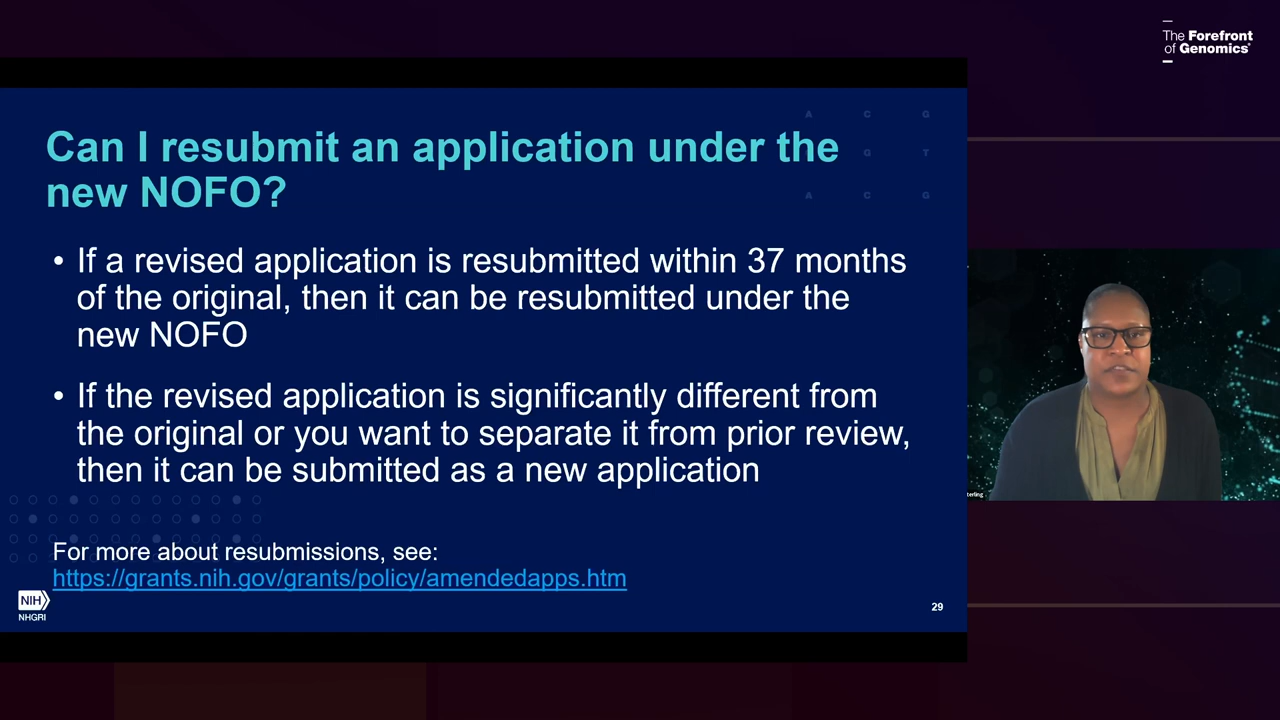 The Forefront
of Genomics®
A C G
G T
A C G
Can I resubmit an application under the
new NOFO?
• If a revised application is resubmitted within 37 months
of the original, then it can be resubmitted under the
new NOFO
• If the revised application is significantly different from
the original or you want to separate it from prior review,
then it can be submitted as a new application
For more about resubmissions, see:
https://grants.nih.gov/grants/policy/amendedapps.htm
NIH
NHGRI
29
terling